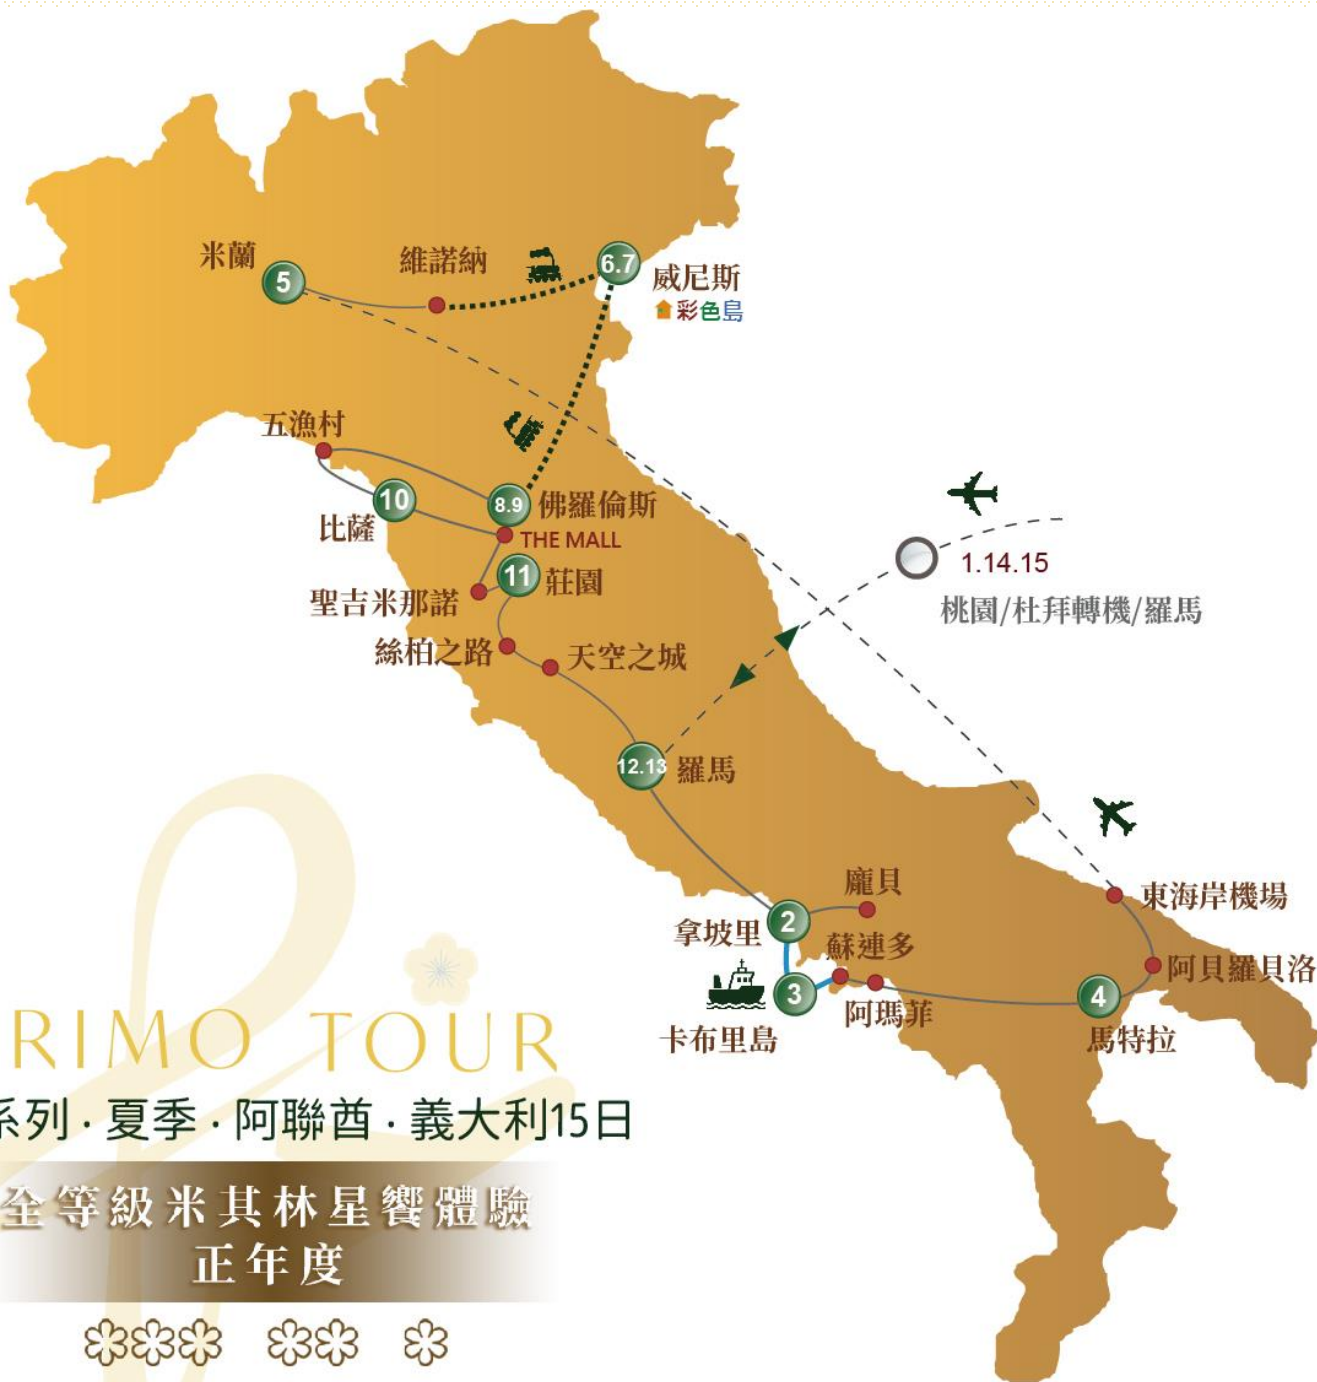 米蘭
5
維諾納
6.7
威尼斯
彩色島
五漁村
10
比薩
8.9
佛羅倫斯
THE MALL
11
莊園
聖吉米那諾
絲柏之路
天空之城
1.14.15
桃園/杜拜轉機/羅馬
12.13
羅馬
龐貝
2
拿坡里
蘇連多
3
卡布里島
阿瑪菲
4
馬特拉
東海岸機場
阿貝羅貝洛
RIMO TOUR
系列·夏季·阿聯酋·義大利15日
全等級米其林星饗體驗
正年度